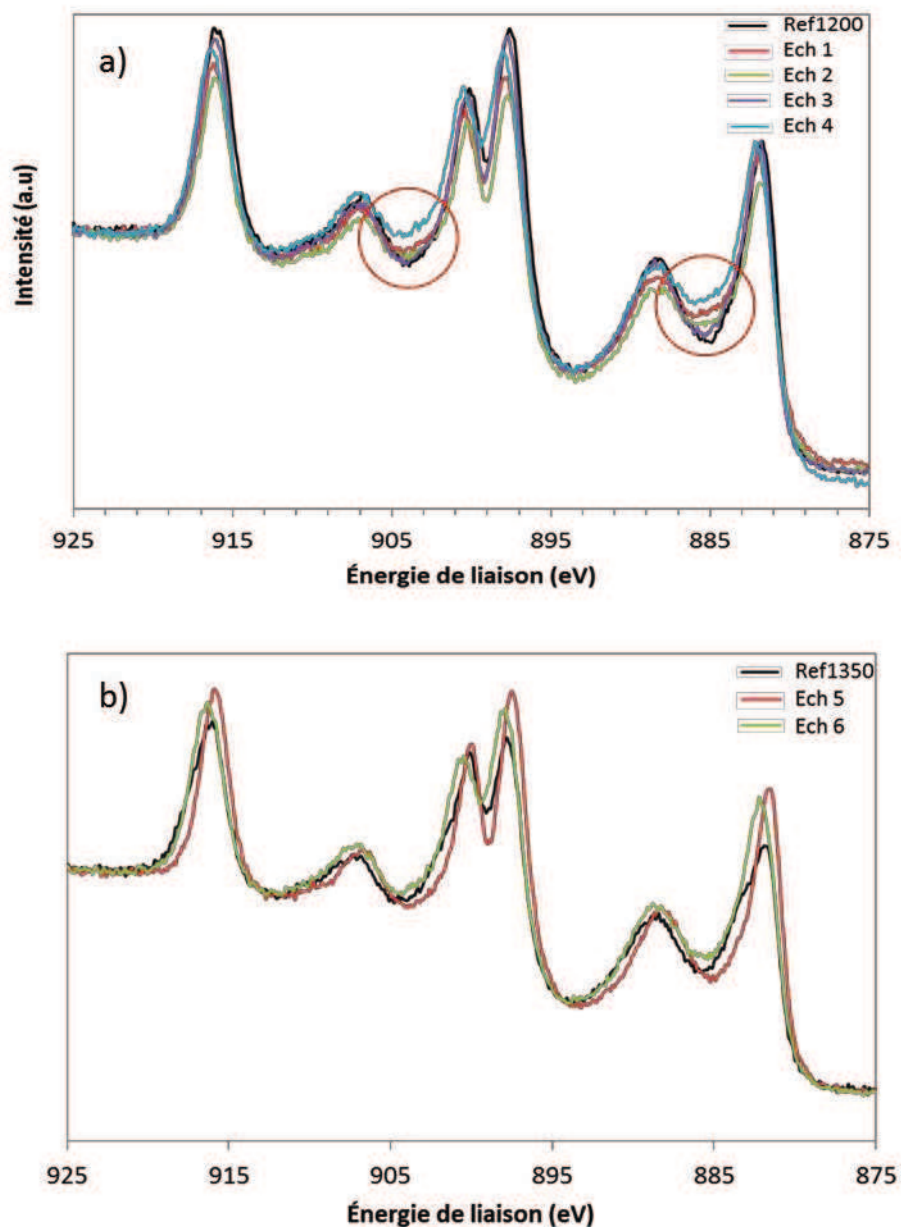 a)
Ref1200
Ech 1
Ech 2
Ech 3
Ech 4
Intensité (a.u)
925 915 905 895 885 875
Énergie de liaison (eV)
b)
Ref1350
Ech 5
Ech 6
925 915 905 895 885 875
Énergie de liaison (eV)